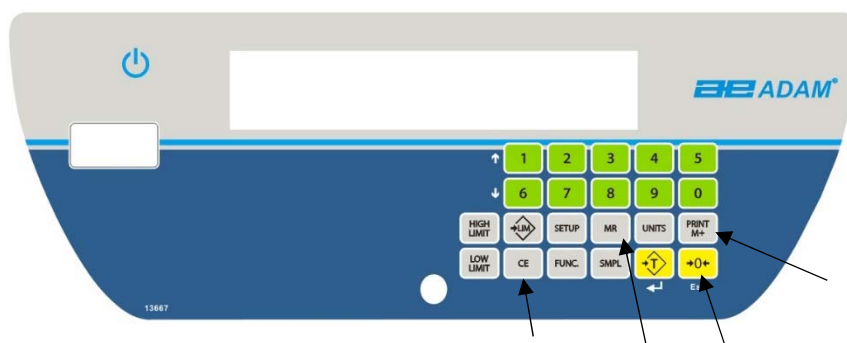 ae ADAM®
↑ 1 2 3 4 5
↓ 6 7 8 9 0
HIGH LIMIT →LIM SETUP MR UNITS PRINT M+
LOW LIMIT CE FUNC. SMPL →T →0←
13667